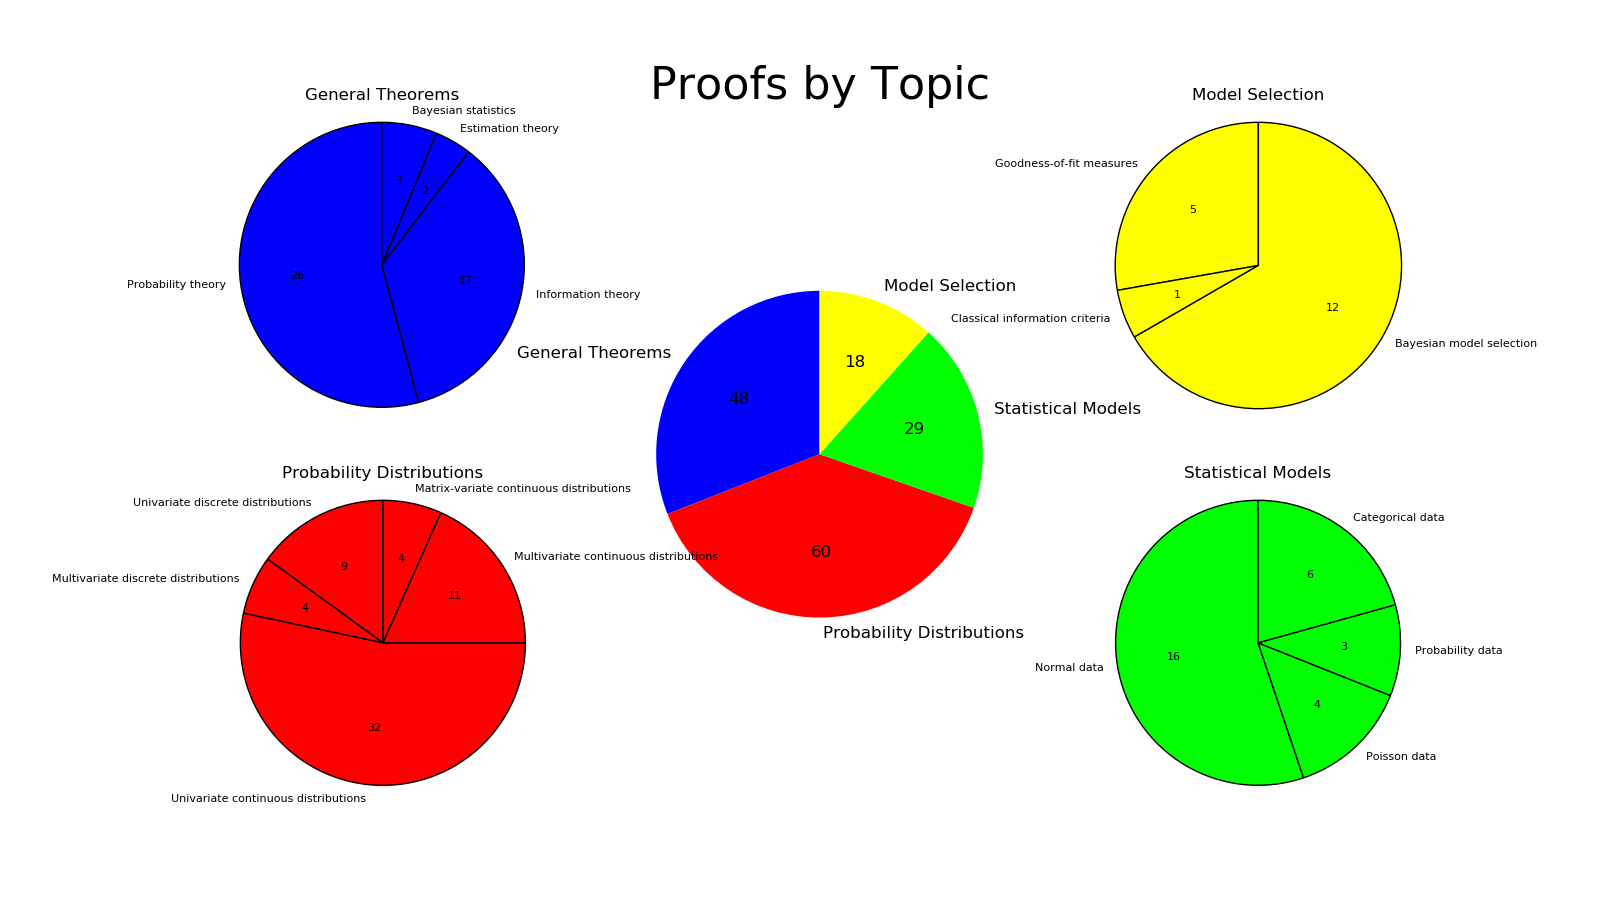 Proofs by Topic
General Theorems
Bayesian statistics
Estimation theory
3
2
26
17
Probability theory
Information theory
Model Selection
Goodness-of-fit measures
5
1
12
Classical information criteria
Bayesian model selection
Model Selection
General Theorems
18
48
29
Statistical Models
60
Probability Distributions
Probability Distributions
Matrix-variate continuous distributions
Univariate discrete distributions
Multivariate continuous distributions
4
9
Multivariate discrete distributions
11
4
32
Univariate continuous distributions
Statistical Models
Categorical data
6
3
Probability data
16
Normal data
4
Poisson data